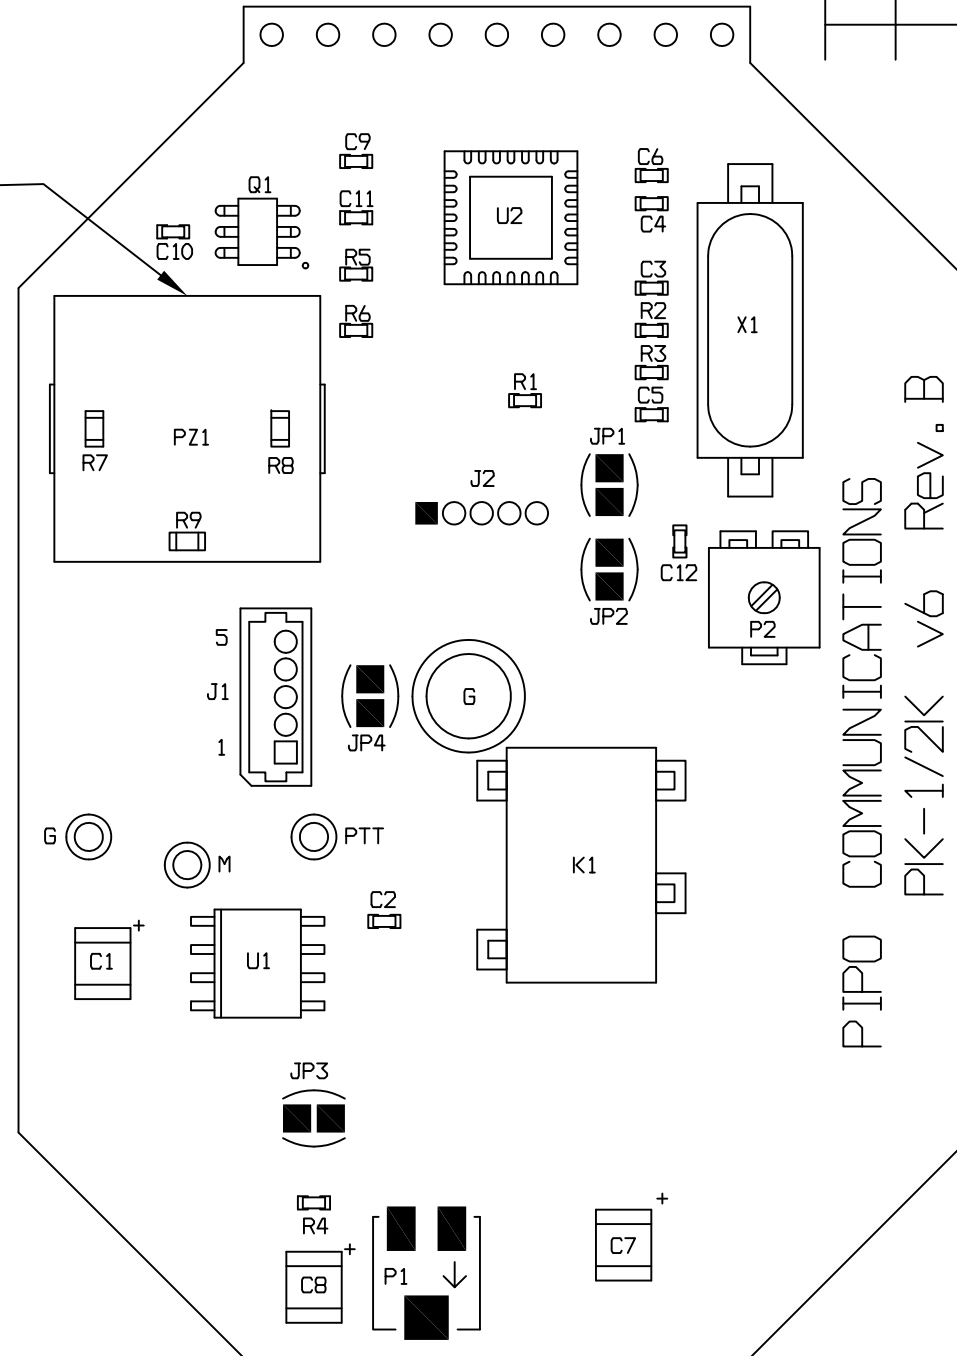 C9
C6
Q1
C11
U2
C4
C10
R5
C3
R6
R2
X1
R3
R1
C5
PZ1
JP1
R7
R8
J2
R9
C12
JP2
P2
5
J1
G
1
JP4
G
PTT
M
K1
C2
+
C1
U1
PIPO COMMUNICATIONS
PK-1/2K v6 Rev. B
JP3
+
R4
+
C7
P1
C8